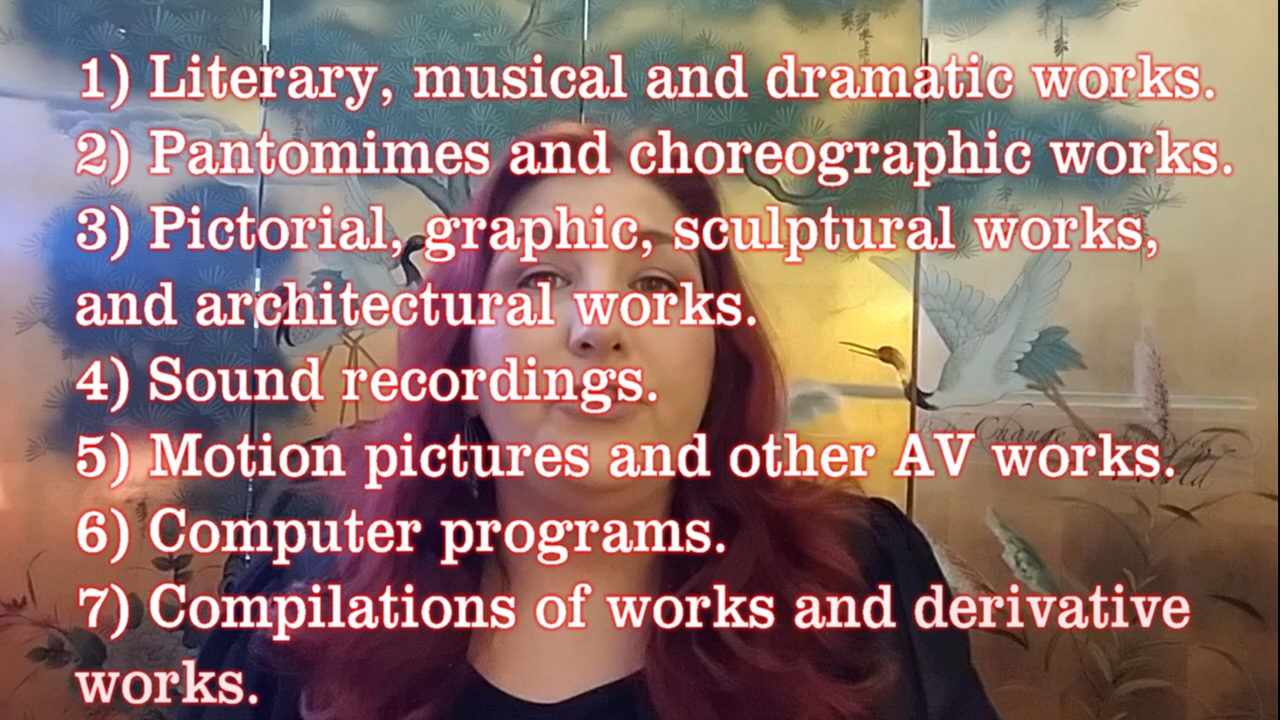 1) Literary, musical and dramatic works.
2) Pantomimes and choreographic works.
3) Pictorial, graphic, sculptural works,
and architectural works.
4) Sound recordings.
5) Motion pictures and other AV works.
6) Computer programs.
7) Compilations of works and derivative
works.
Change